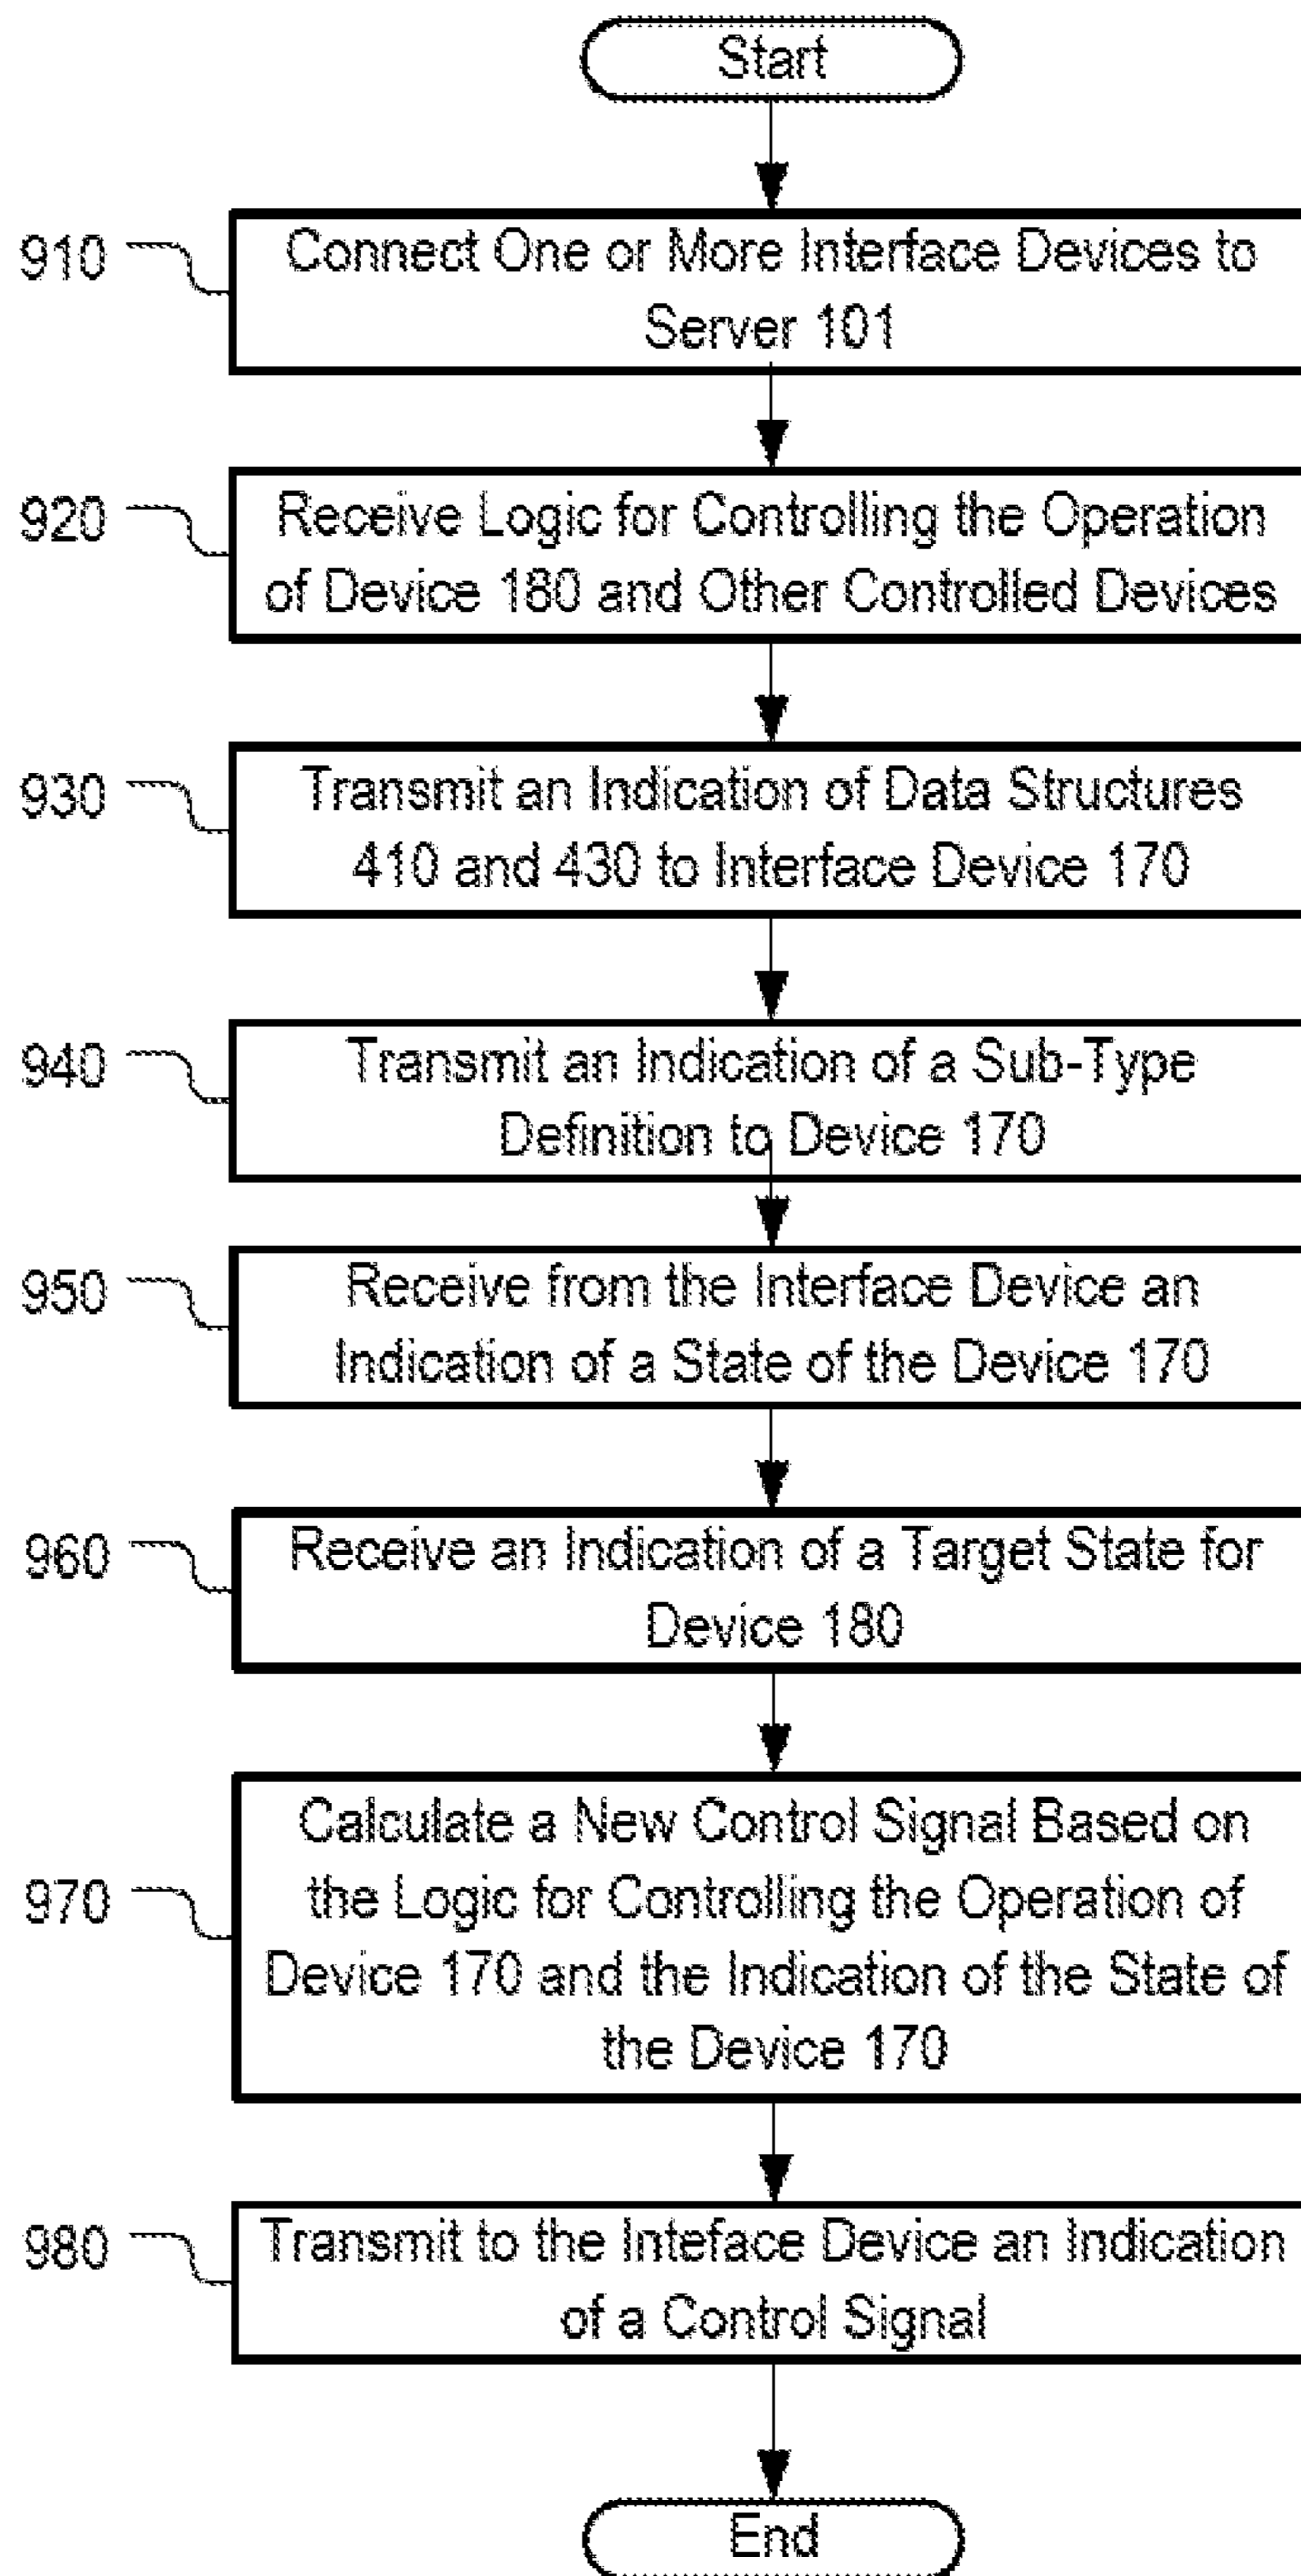 Start
910
Connect One or More Interface Devices to
Server 101
920
Receive Logic for Controlling the Operation
of Device 180 and Other Controlled Devices
930
Transmit an Indication of Data Structures
410 and 430 to Interface Device 170
940
Transmit an Indication of a Sub-Type
Definition to Device 170
950
Receive from the Interface Device an
Indication of a State of the Device 170
960
Receive an Indication of a Target State for
Device 180
970
Calculate a New Control Signal Based on
the Logic for Controlling the Operation of
Device 170 and the Indication of the State of
the Device 170
980
Transmit to the Inteface Device an Indication
of a Control Signal
End